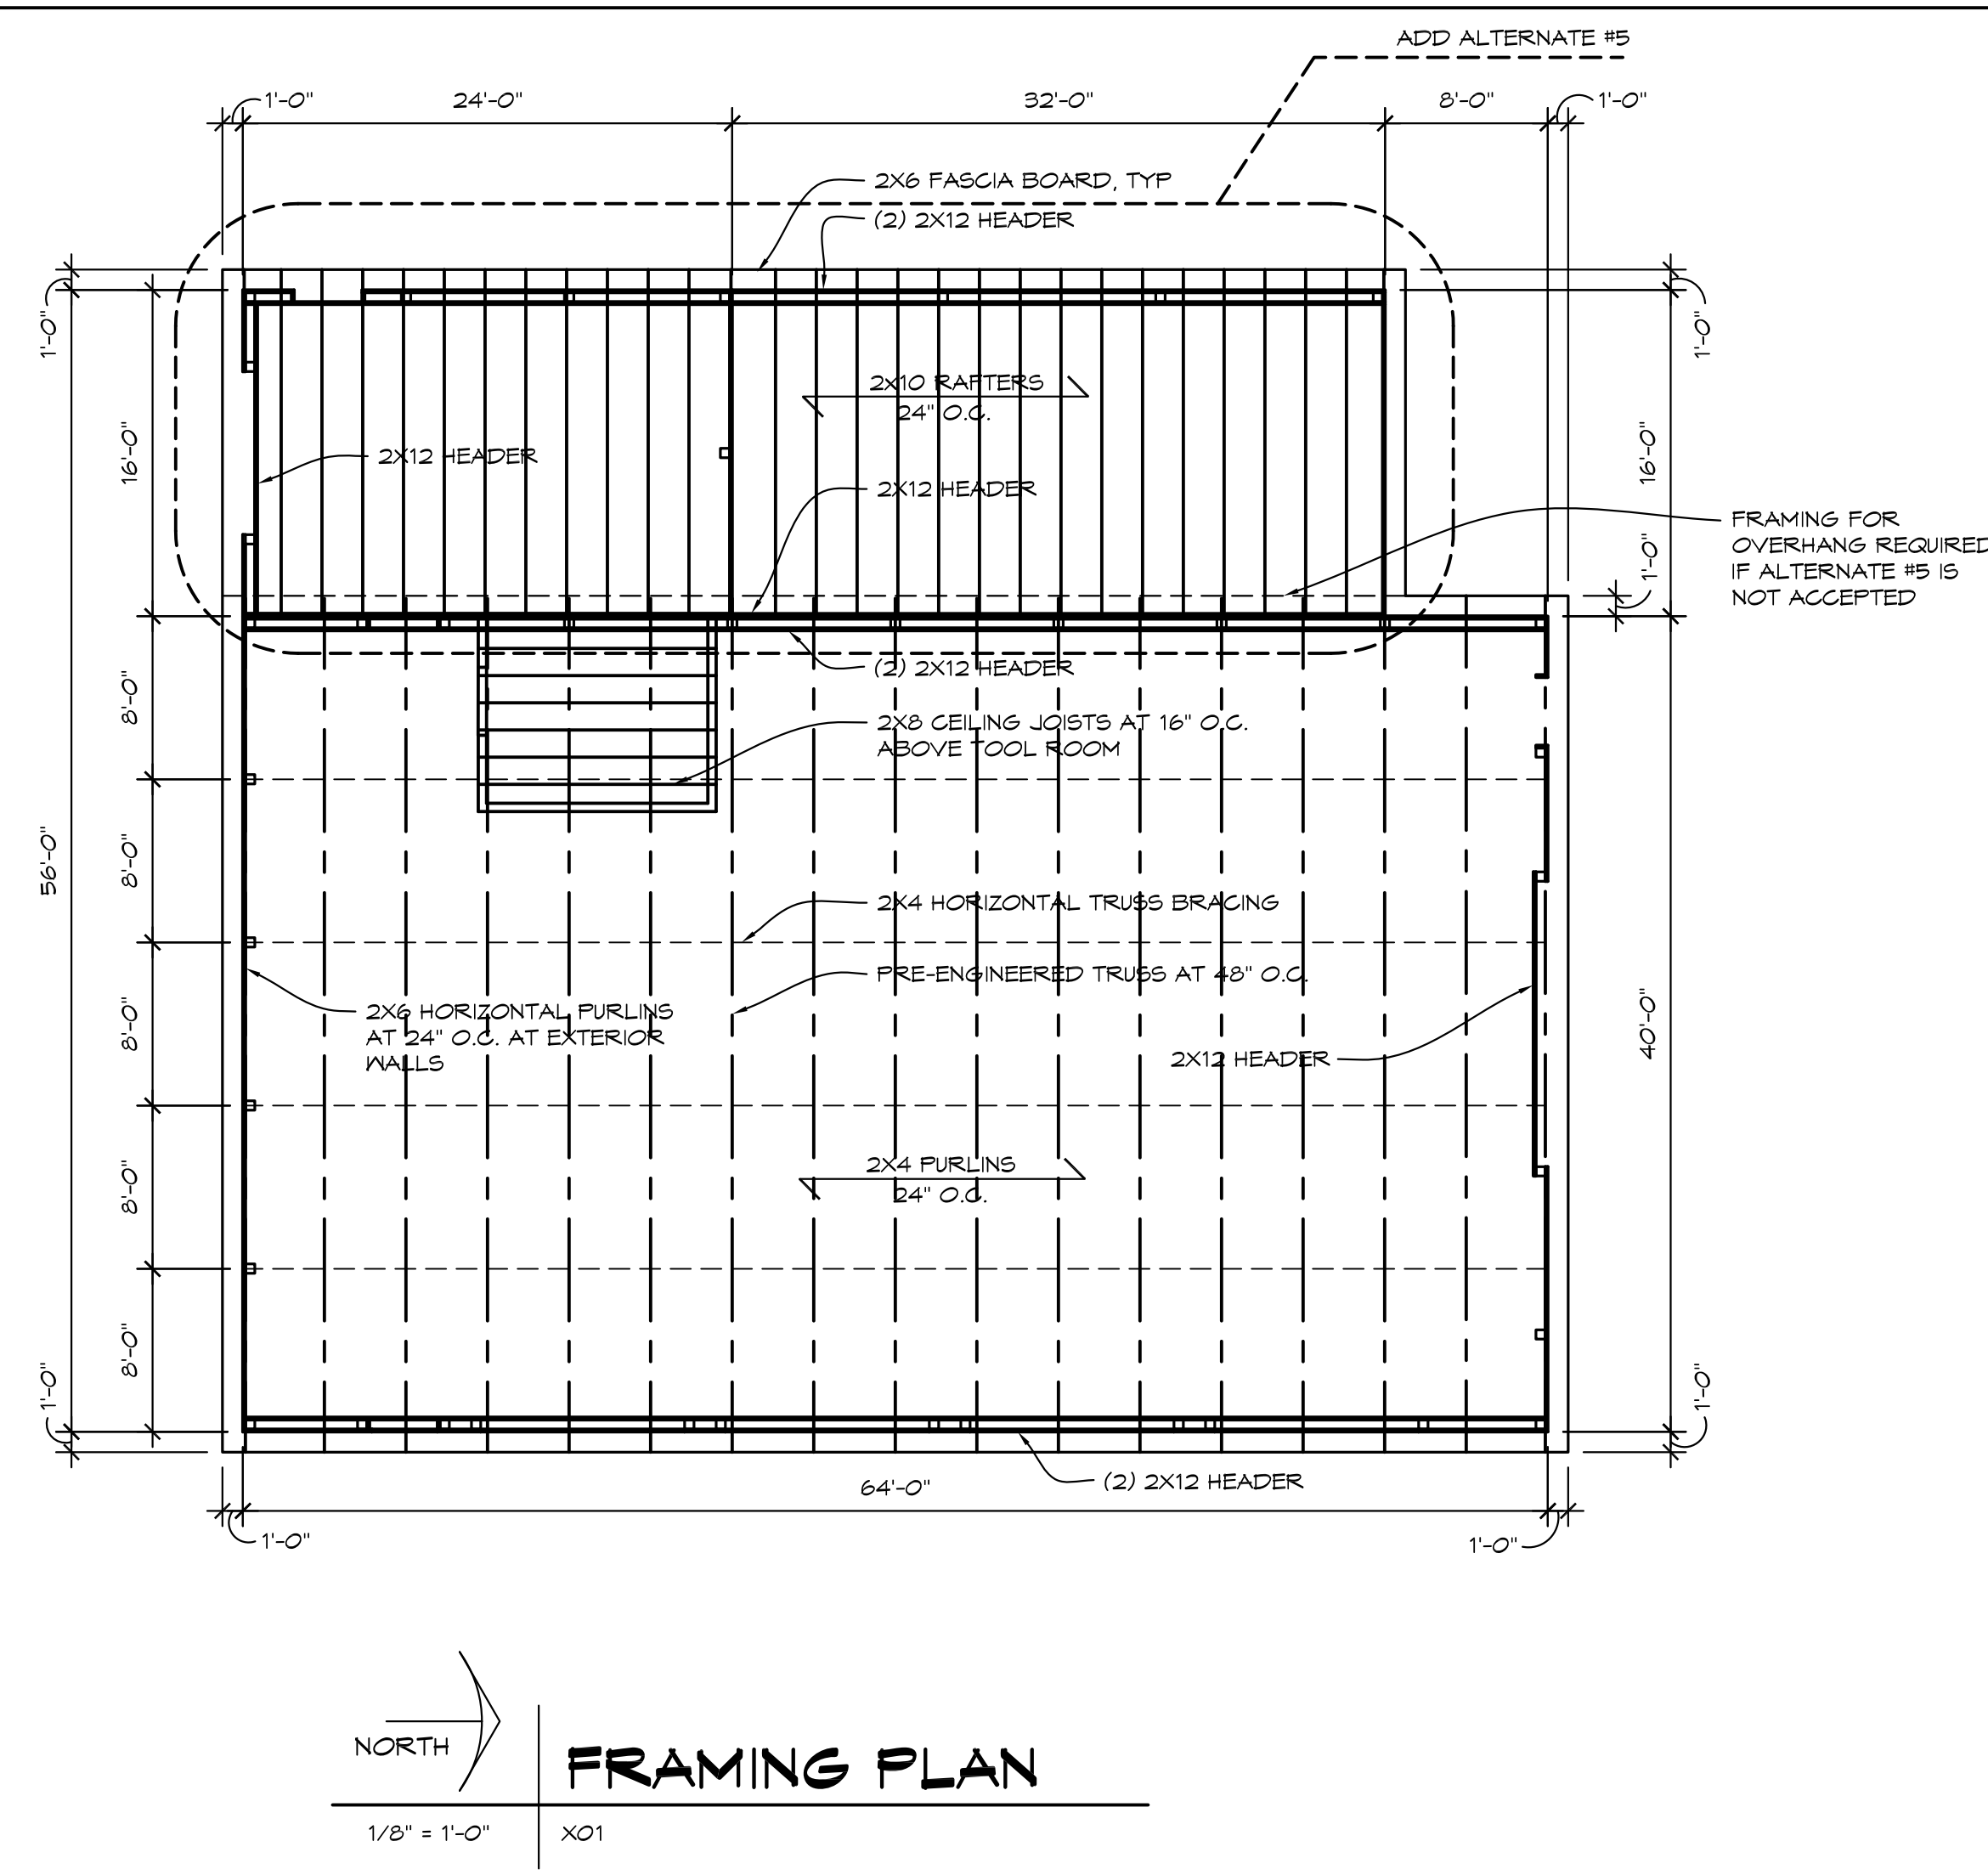 ADD ALTERNATE #5
1'-0"
24'-0"
32'-0"
8'-0"
1'-0"
2X6 FASCIA BOARD, TYP
(2) 2X12 HEADER
1'-0"
1'-0"
2X10 RAFTERS
24" O.C.
16'-0"
16'-0"
2X12 HEADER
2X12 HEADER
FRAMING FOR
OVERHANG REQUIRED
IF ALTERNATE #5 IS
NOT ACCEPTED
1'-0"
(2) 2X12 HEADER
8'-0"
2X8 CEILING JOISTS AT 16" O.C.
ABOVE TOOL ROOM
56'-0"
8'-0"
2X4 HORIZONTAL TRUSS BRACING
PRE-ENGINEERED TRUSS AT 48" O.C.
8'-0"
2X6 HORIZONTAL PURLINS
AT 24" O.C. AT EXTERIOR
WALLS
40'-0"
2X12 HEADER
8'-0"
2X4 PURLINS
24" O.C.
8'-0"
1'-0"
1'-0"
64'-0"
(2) 2X12 HEADER
1'-0"
1'-0"
NORTH
FRAMING PLAN
1/8" = 1'-0"
X01